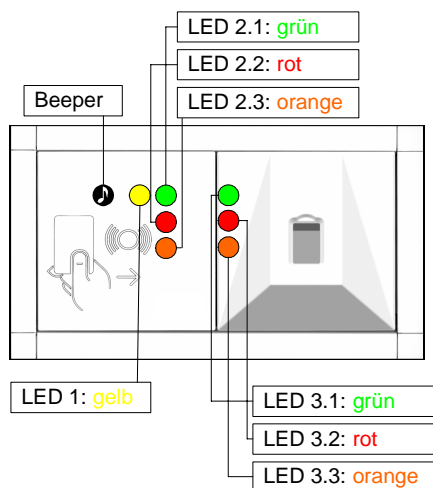 LED 2.1: grün
LED 2.2: rot
Beeper
LED 2.3: orange
LED 1: gelb
LED 3.1: grün
LED 3.2: rot
LED 3.3: orange